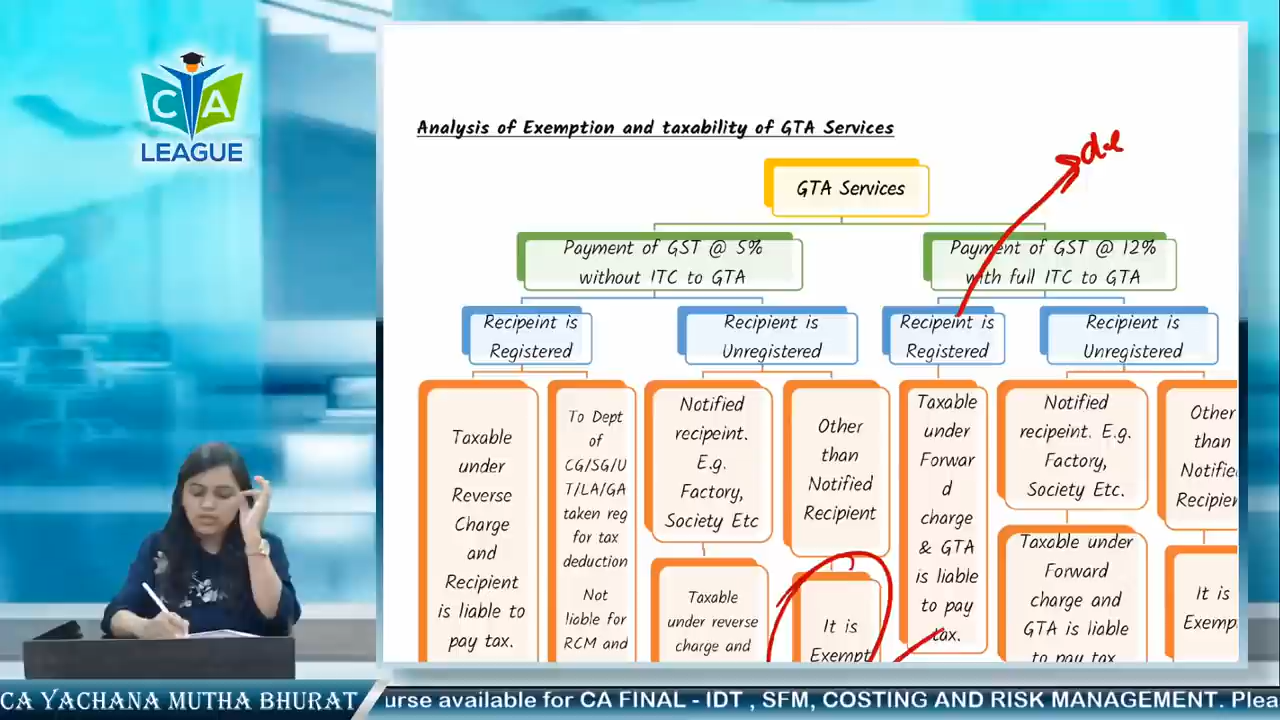 CA
LEAGUE
Analysis of Exemption and taxability of GTA Services
GTA Services
Payment of GST @ 5%
without ITC to GTA
Payment of GST @ 12%
with full ITC to GTA
Recipeint is
Registered
Recipient is
Unregistered
Recipeint is
Registered
Recipient is
Unregistered
Taxable
under
Reverse
Charge
and
Recipient
is liable to
pay tax.
To Dept
of
CG/SG/U
T/LA/GA
taken reg
for tax
deduction
Not
liable for
RCM and
Notified
recipeint.
E.g.
Factory,
Society Etc
Taxable
under reverse
charge and
Other
than
Notified
Recipient
It is
Exempt
Taxable
under
Forwar
d
charge
& GTA
is liable
to pay
tax.
Notified
recipeint. E.g.
Factory,
Society Etc.
Taxable under
Forward
charge and
GTA is liable
to pay tax
Other
than
Notifie
Recipier
It is
Exemp
CA YACHANA MUTHA BHURAT
urse available for CA FINAL - IDT , SFM, COSTING AND RISK MANAGEMENT. Plea